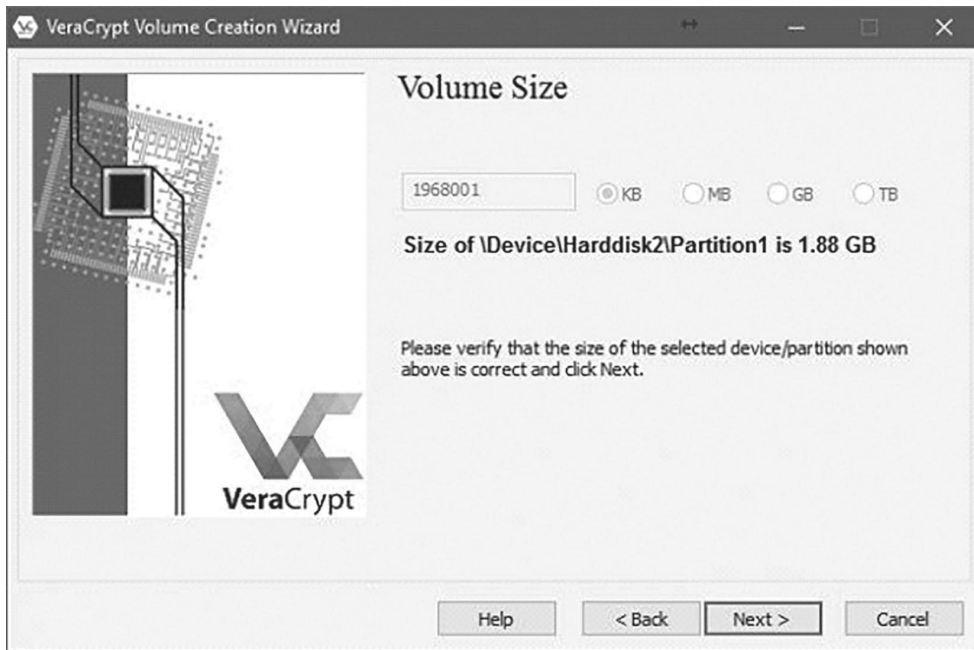 VeraCrypt Volume Creation Wizard
Volume Size
1968001 KB MB GB TB
Size of \Device\Harddisk2\Partition1 is 1.88 GB
Please verify that the size of the selected device/partition shown
above is correct and click Next.
VeraCrypt
Help < Back Next > Cancel